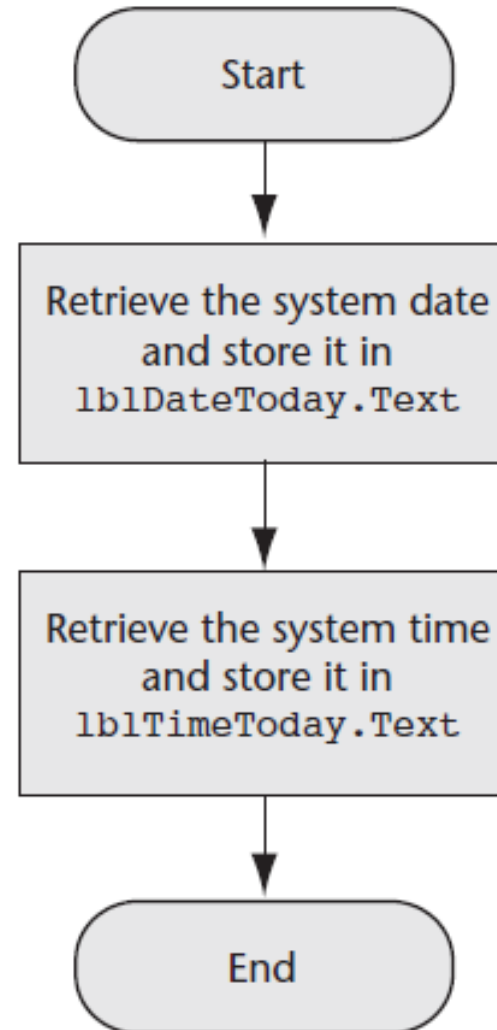 Start
Retrieve the system date
and store it in
lblDateToday.Text
Retrieve the system time
and store it in
lblTimeToday.Text
End